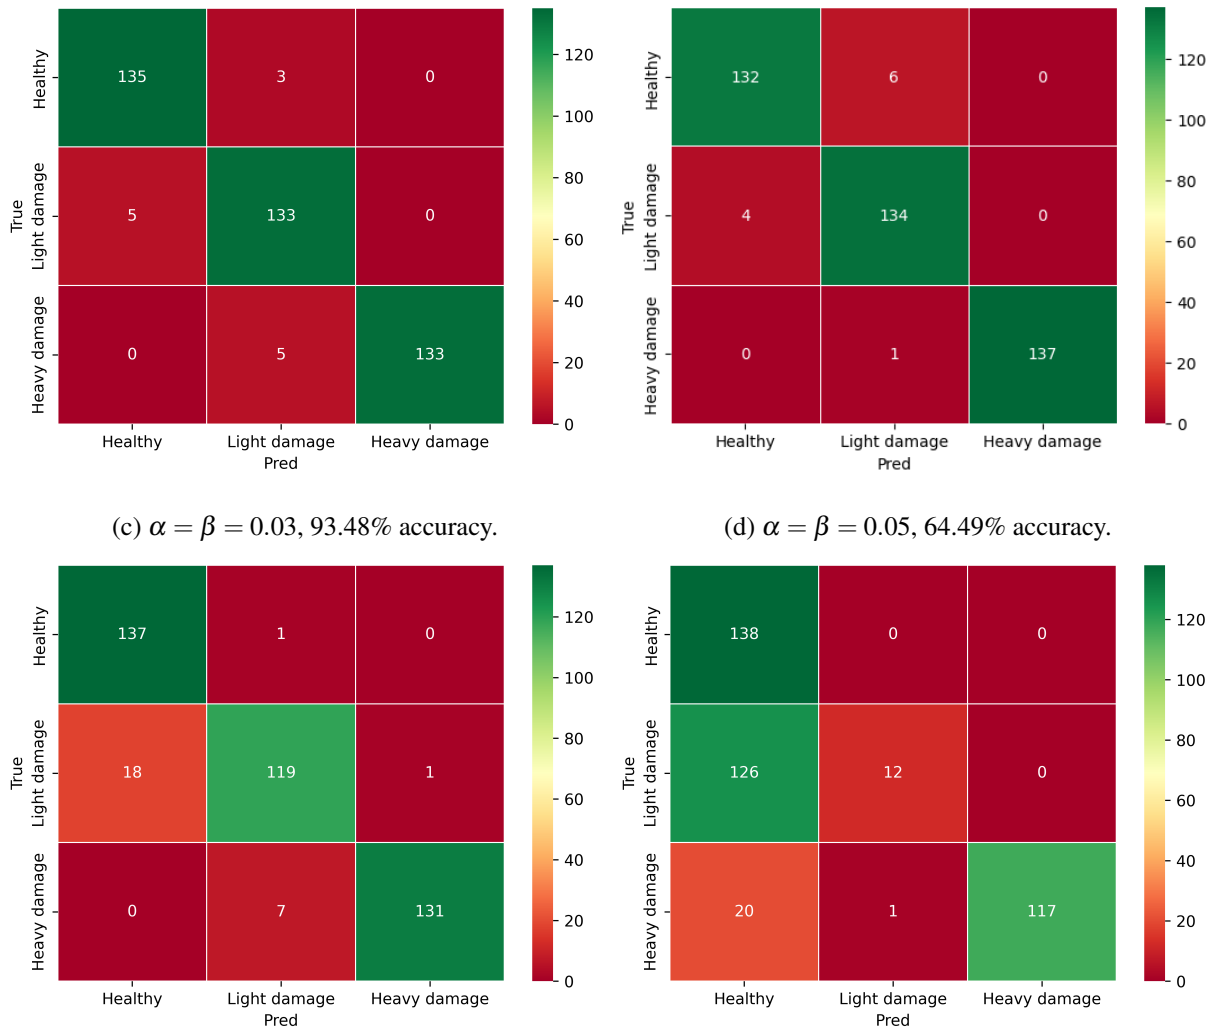 135 3 0
5 133 0
0 5 133
Healthy
Light damage
Heavy damage
True
Healthy Light damage Heavy damage
Pred
120
100
80
60
40
20
0
132 6 0
4 134 0
0 1 137
Healthy
Light damage
Heavy damage
True
Healthy Light damage Heavy damage
Pred
120
100
80
60
40
20
0
(c) α = β = 0.03, 93.48% accuracy.
(d) α = β = 0.05, 64.49% accuracy.
137 1 0
18 119 1
0 7 131
Healthy
Light damage
Heavy damage
True
Healthy Light damage Heavy damage
Pred
120
100
80
60
40
20
0
138 0 0
126 12 0
20 1 117
Healthy
Light damage
Heavy damage
True
Healthy Light damage Heavy damage
Pred
120
100
80
60
40
20
0